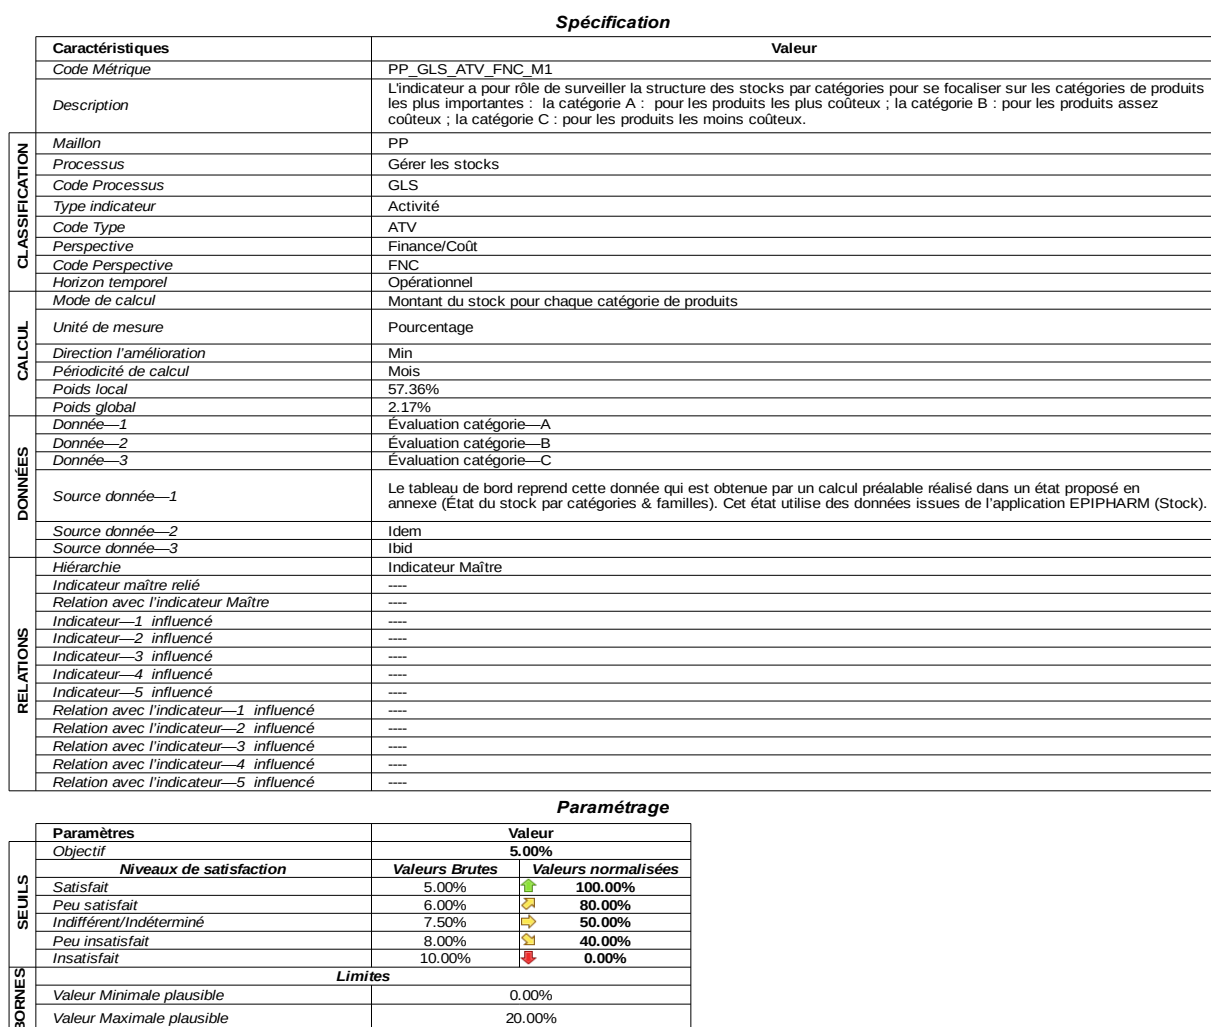 Spécification
Caractéristiques Valeur
Code Métrique PP_GLS_ATV_FNC_M1
Description L'indicateur a pour rôle de surveiller la structure des stocks par catégories pour se focaliser sur les catégories de produits
les plus importantes : la catégorie A : pour les produits les plus coûteux ; la catégorie B : pour les produits assez
coûteux ; la catégorie C : pour les produits les moins coûteux.
CLASSIFICATION
Maillon PP
Processus Gérer les stocks
Code Processus GLS
Type indicateur Activité
Code Type ATV
Perspective Finance/Coût
Code Perspective FNC
Horizon temporel Opérationnel
CALCUL
Mode de calcul Montant du stock pour chaque catégorie de produits
Unité de mesure Pourcentage
Direction l'amélioration Min
Périodicité de calcul Mois
Poids local 57.36%
Poids global 2.17%
DONNÉES
Donnée—1 Évaluation catégorie—A
Donnée—2 Évaluation catégorie—B
Donnée—3 Évaluation catégorie—C
Source donnée—1 Le tableau de bord reprend cette donnée qui est obtenue par un calcul préalable réalisé dans un état proposé en
annexe (État du stock par catégories & familles). Cet état utilise des données issues de l'application EPIPHARM (Stock).
Source donnée—2 Idem
Source donnée—3 Ibid
RELATIONS
Hiérarchie Indicateur Maître
Indicateur maître relié ----
Relation avec l'indicateur Maître ----
Indicateur—1 influencé ----
Indicateur—2 influencé ----
Indicateur—3 influencé ----
Indicateur—4 influencé ----
Indicateur—5 influencé ----
Relation avec l'indicateur—1 influencé ----
Relation avec l'indicateur—2 influencé ----
Relation avec l'indicateur—3 influencé ----
Relation avec l'indicateur—4 influencé ----
Relation avec l'indicateur—5 influencé ----
Paramétrage
Paramètres Valeur
SEUILS
Objectif 5.00%
Niveaux de satisfaction Valeurs Brutes Valeurs normalisées
Satisfait 5.00% 100.00%
Peu satisfait 6.00% 80.00%
Indifférent/Indéterminé 7.50% 50.00%
Peu insatisfait 8.00% 40.00%
Insatisfait 10.00% 0.00%
BORNES
Limites
Valeur Minimale plausible 0.00%
Valeur Maximale plausible 20.00%